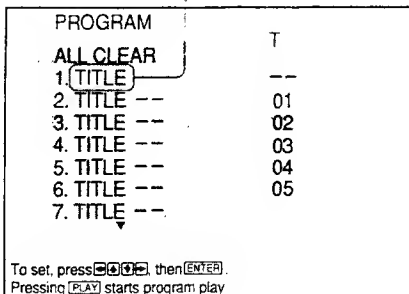 PROGRAM
T
ALL CLEAR
1. TITLE
--
2. TITLE -- 01
3. TITLE -- 02
4. TITLE -- 03
5. TITLE -- 04
6. TITLE -- 05
7. TITLE --
To set, press ←↑↓→, then ENTER.
Pressing PLAY starts program play